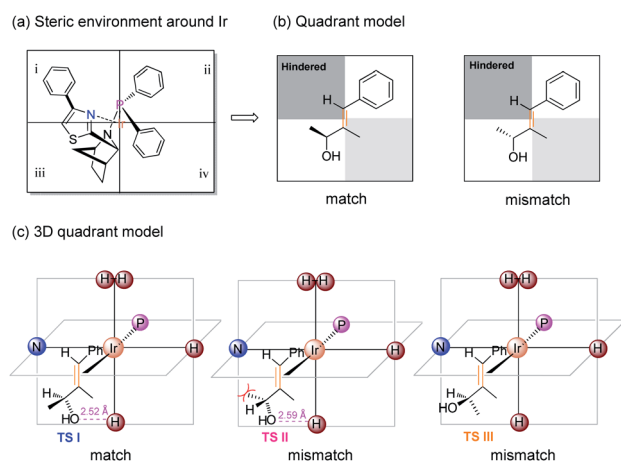 (a) Steric environment around Ir
(b) Quadrant model
i
ii
P
N
Ir
N
S
iii
iv
Hindered
H
OH
match
Hindered
H
OH
mismatch
(c) 3D quadrant model
H H
P
N
Ir
H
H
Ph
H
HO
2.52 Å
H
TS I
match
H H
P
N
Ir
H
H
Ph
H
HO
2.59 Å
H
TS II
mismatch
H H
P
N
Ir
H
H
Ph
H
HO
H
TS III
mismatch